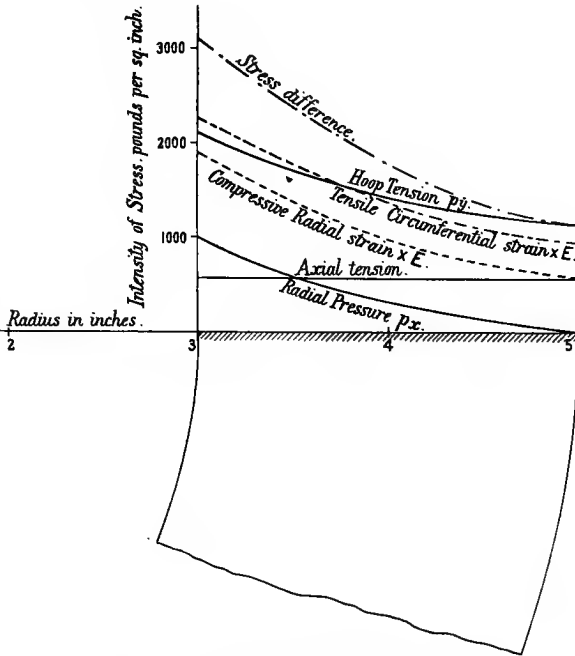 Intensity of Stress. pounds per sq. inch.
3000
2000
1000
Stress difference.
Hoop Tension py.
Tensile Circumferential strain x E.
Compressive Radial strain x E.
Axial tension.
Radial Pressure px.
Radius in inches.
2
3
4
5